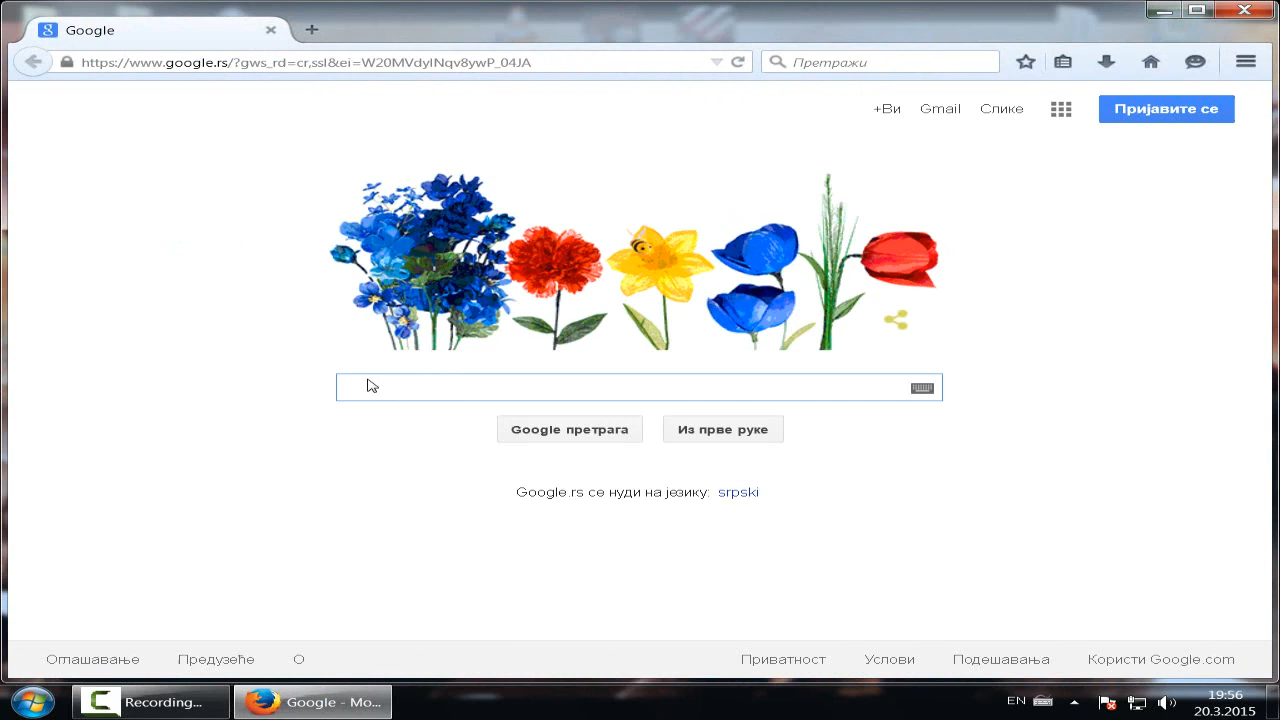 Google
https://www.google.rs/?gws_rd=cr,ssl&ei=W20MVdyINqv8ywP_04JA
Претражи
+Ви Gmail Слике Пријавите се
Google претрага Из прве руке
Google.rs се нуди на језику: srpski
Оглашавање Предузеће О Приватност Услови Подешавања Користи Google.com
Recording... Google - Mo... EN 19:56
20.3.2015